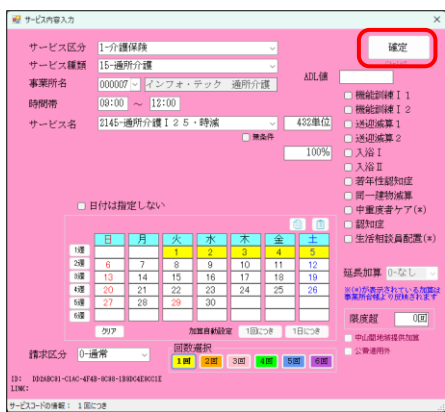 サービス内容入力
サービス区分 1-介護保険 確定
サービス種類 15-通所介護
事業所名 000007 インフォ・テック 通所介護 ADL値
時間帯 09:00 ～ 12:00
サービス名 2145-通所介護Ⅰ２５・時減 432単位
無条件
100%
機能訓練Ⅰ1
機能訓練Ⅰ2
送迎減算1
送迎減算2
入浴Ⅰ
入浴Ⅱ
若年性認知症
同一建物減算
中重度者ケア(*)
認知症
生活相談員配置(*)
日付は指定しない
日 月 火 水 木 金 土
1週 1 2 3 4 5
2週 6 7 8 9 10 11 12
3週 13 14 15 16 17 18 19
4週 20 21 22 23 24 25 26
5週 27 28 29 30
6週
クリア 加算自動設定 1回につき 1日につき
延長加算 0-なし
※(*)が表示されている加算は
事業所台帳より反映されます
限度超 0回
中山間地域提供加算
公費適用外
請求区分 0-通常
回数選択
1回 2回 3回 4回 5回 6回
ID:
LINK:
サービスコードの情報： 1回につき